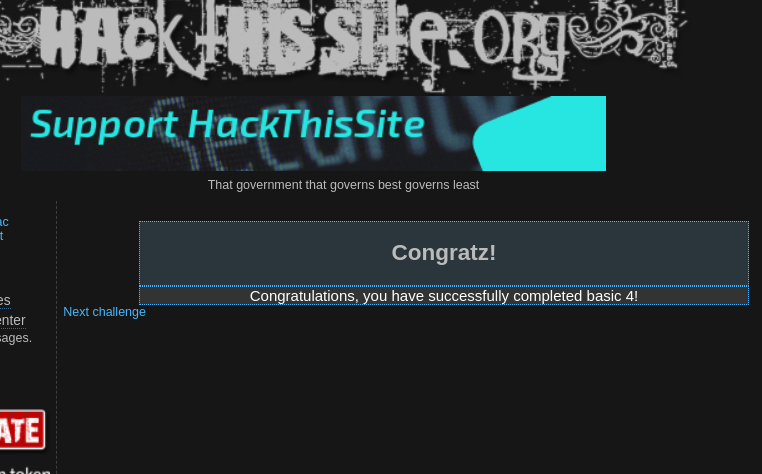 HackThisSite.org
Support HackThisSite
That government that governs best governs least
ac
t
Congratz!
Congratulations, you have successfully completed basic 4!
es
Next challenge
enter
sages.
ATE
n token